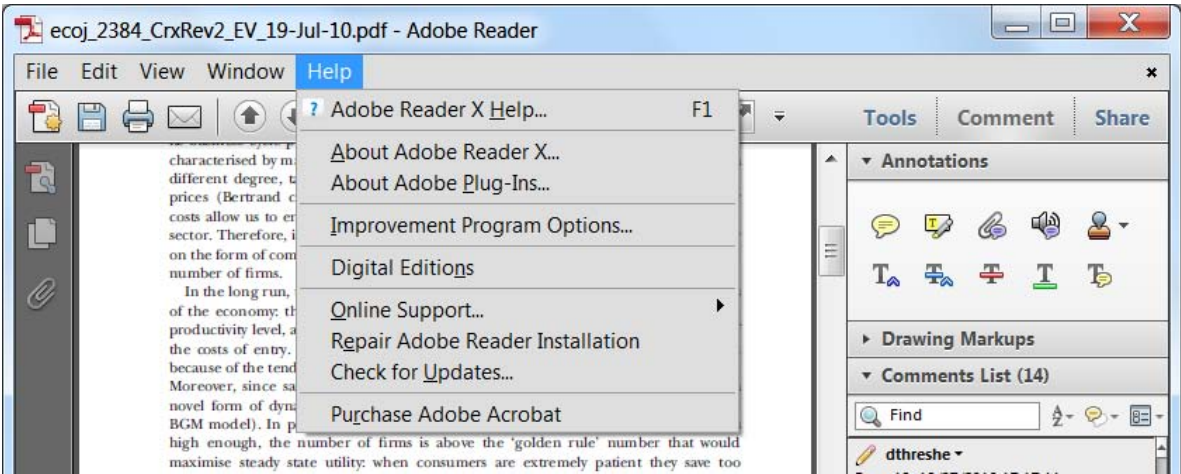 ecoj_2384_CrxRev2_EV_19-Jul-10.pdf - Adobe Reader
File Edit View Window Help
Adobe Reader X Help... F1
About Adobe Reader X...
About Adobe Plug-Ins...
Improvement Program Options...
Digital Editions
Online Support...
Repair Adobe Reader Installation
Check for Updates...
Purchase Adobe Acrobat
characterised by
different degree,
prices (Bertrand
costs allow us to
sector. Therefore,
on the form of
number of firms.
In the long run,
of the economy:
productivity level,
the costs of entry.
because of the
Moreover, since
novel form of
BGM model). In
high enough, the number of firms is above the 'golden rule' number that would
maximise steady state utility: when consumers are extremely patient they save too
Tools Comment Share
Annotations
Drawing Markups
Comments List (14)
Find
dthreshe